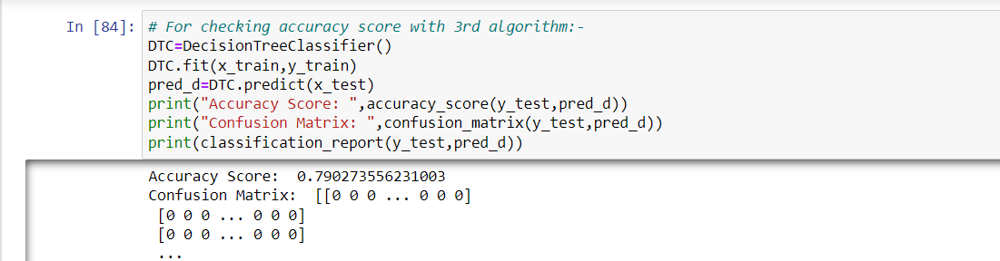 In [84]: # For checking accuracy score with 3rd algorithm:-
DTC=DecisionTreeClassifier()
DTC.fit(x_train,y_train)
pred_d=DTC.predict(x_test)
print("Accuracy Score: ",accuracy_score(y_test,pred_d))
print("Confusion Matrix: ",confusion_matrix(y_test,pred_d))
print(classification_report(y_test,pred_d))
Accuracy Score:  0.790273556231003
Confusion Matrix:  [[0 0 0 ... 0 0 0]
 [0 0 0 ... 0 0 0]
 [0 0 0 ... 0 0 0]
 ...